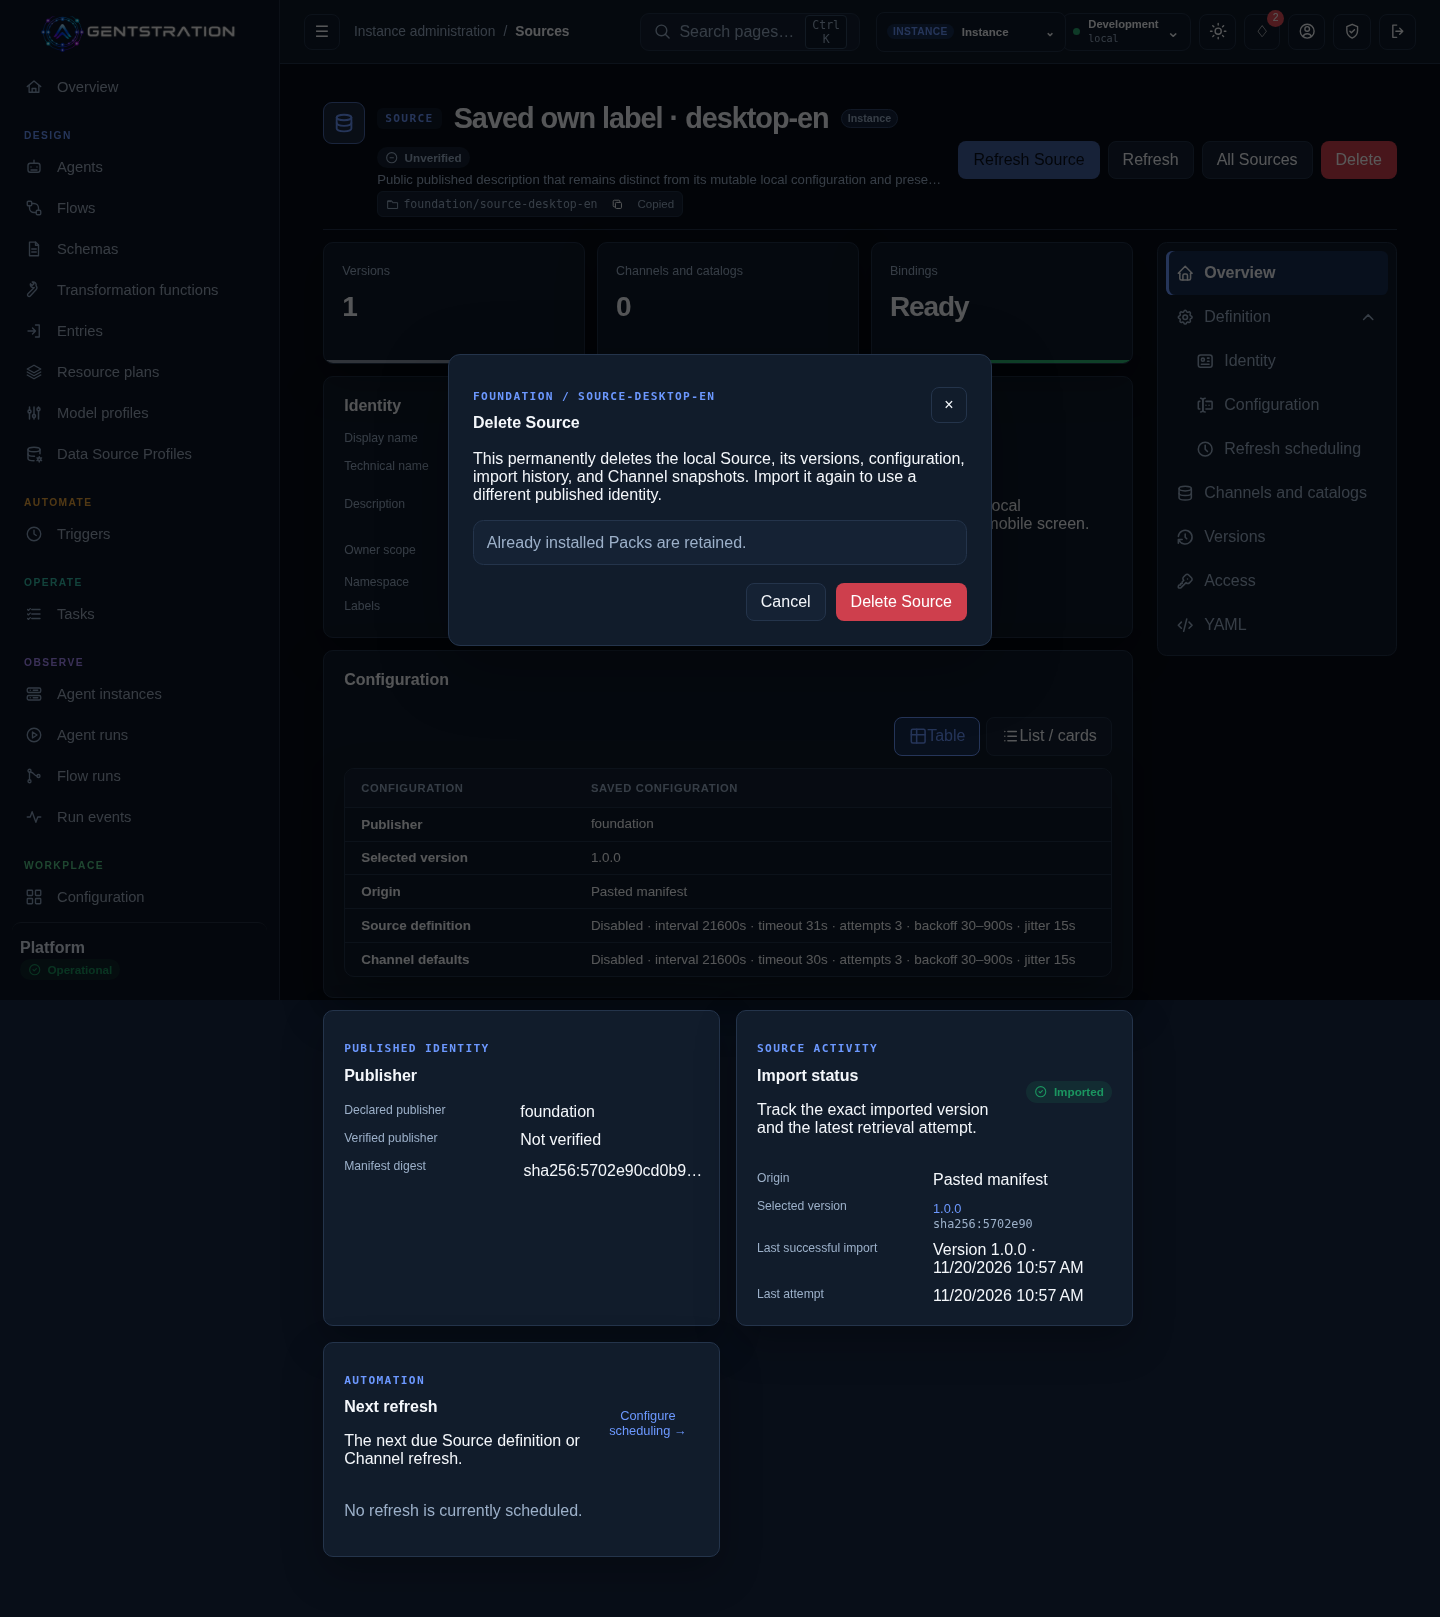 GENTSTRATION
☰
Instance administration / Sources
Search pages…
Ctrl K
INSTANCE Instance
Development
local
2
Overview
DESIGN
Agents
Flows
Schemas
Transformation functions
Entries
Resource plans
Model profiles
Data Source Profiles
AUTOMATE
Triggers
OPERATE
Tasks
OBSERVE
Agent instances
Agent runs
Flow runs
Run events
WORKPLACE
Configuration
Platform
Operational
SOURCE
Saved own label · desktop-en
Instance
Unverified
Public published description that remains distinct from its mutable local configuration and prese…
foundation/source-desktop-en
Copied
Refresh Source
Refresh
All Sources
Delete
Versions
1
Channels and catalogs
0
Bindings
Ready
Overview
Definition
Identity
Configuration
Refresh scheduling
Channels and catalogs
Versions
Access
YAML
Identity
Display name
Technical name
Description
ocal
nobile screen.
Owner scope
Namespace
Labels
FOUNDATION / SOURCE-DESKTOP-EN
Delete Source
×
This permanently deletes the local Source, its versions, configuration,
import history, and Channel snapshots. Import it again to use a
different published identity.
Already installed Packs are retained.
Cancel
Delete Source
Configuration
Table
List / cards
CONFIGURATION SAVED CONFIGURATION
Publisher foundation
Selected version 1.0.0
Origin Pasted manifest
Source definition Disabled · interval 21600s · timeout 31s · attempts 3 · backoff 30–900s · jitter 15s
Channel defaults Disabled · interval 21600s · timeout 30s · attempts 3 · backoff 30–900s · jitter 15s
PUBLISHED IDENTITY
Publisher
Declared publisher foundation
Verified publisher Not verified
Manifest digest sha256:5702e90cd0b9…
SOURCE ACTIVITY
Import status
Imported
Track the exact imported version
and the latest retrieval attempt.
Origin Pasted manifest
Selected version 1.0.0
sha256:5702e90
Last successful import Version 1.0.0 ·
11/20/2026 10:57 AM
Last attempt 11/20/2026 10:57 AM
AUTOMATION
Next refresh
Configure
scheduling →
The next due Source definition or
Channel refresh.
No refresh is currently scheduled.